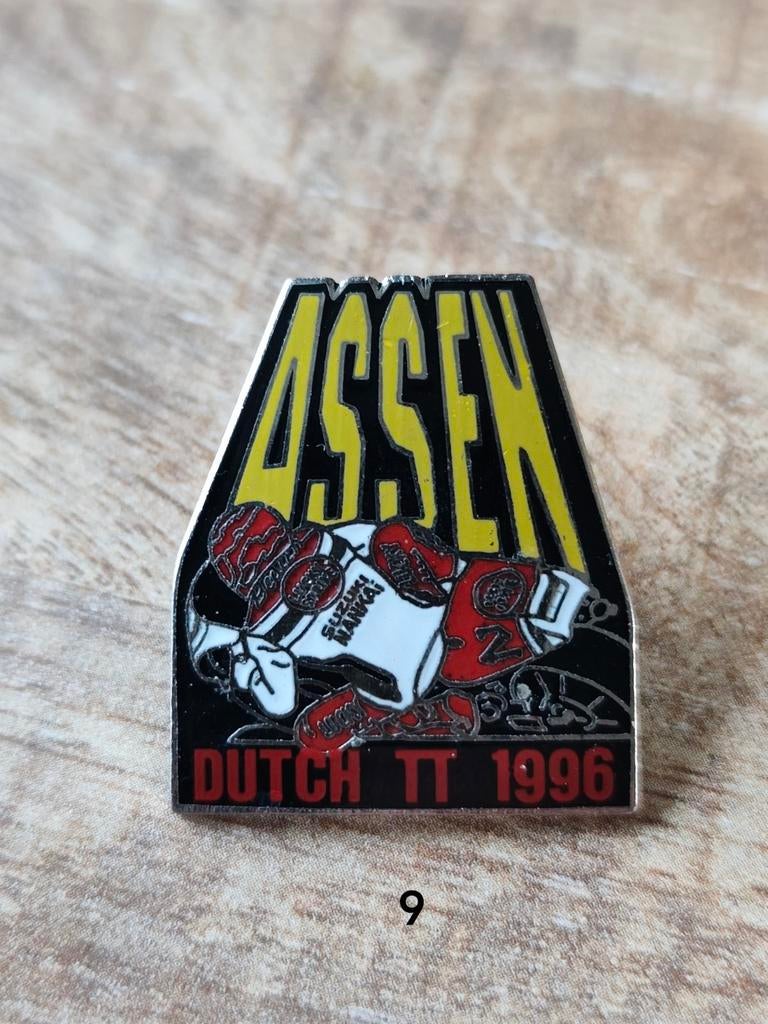 ASSEN
SUZUKI
NANKAI
DUTCH TT 1996
9